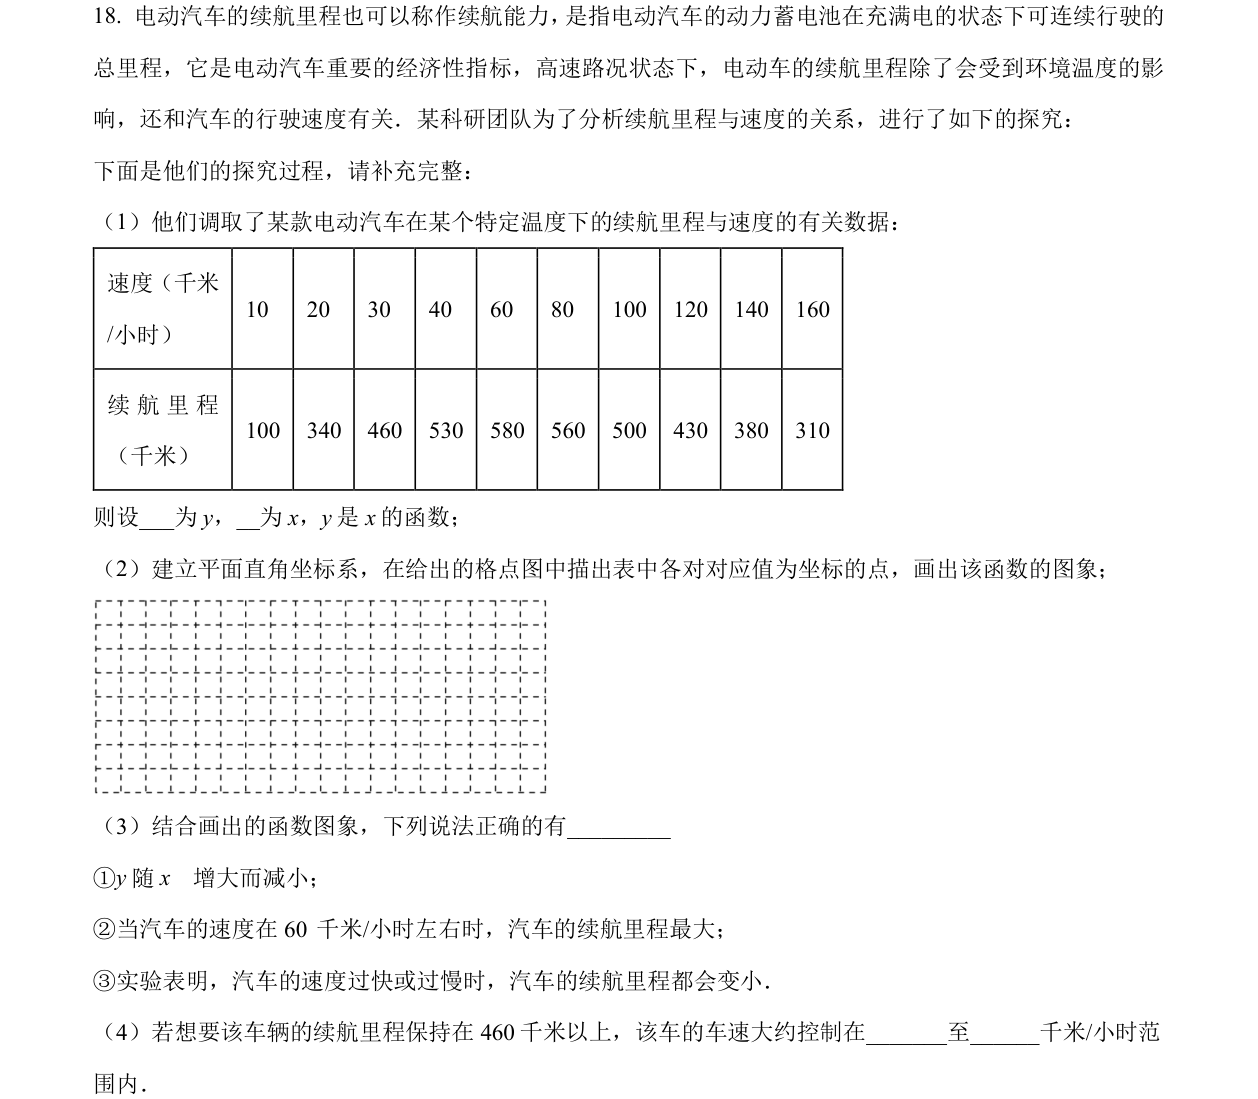 18. 电动汽车的续航里程也可以称作续航能力，是指电动汽车的动力蓄电池在充满电的状态下可连续行驶的
总里程，它是电动汽车重要的经济性指标，高速路况状态下，电动车的续航里程除了会受到环境温度的影
响，还和汽车的行驶速度有关．某科研团队为了分析续航里程与速度的关系，进行了如下的探究：
下面是他们的探究过程，请补充完整：
（1）他们调取了某款电动汽车在某个特定温度下的续航里程与速度的有关数据：
速度（千米/小时） 10 20 30 40 60 80 100 120 140 160
续航里程（千米） 100 340 460 530 580 560 500 430 380 310
则设___为 y，__为 x，y 是 x 的函数；
（2）建立平面直角坐标系，在给出的格点图中描出表中各对对应值为坐标的点，画出该函数的图象；
（3）结合画出的函数图象，下列说法正确的有_________
①y 随 x 增大而减小；
②当汽车的速度在 60 千米/小时左右时，汽车的续航里程最大；
③实验表明，汽车的速度过快或过慢时，汽车的续航里程都会变小．
（4）若想要该车辆的续航里程保持在 460 千米以上，该车的车速大约控制在_______至______千米/小时范
围内．